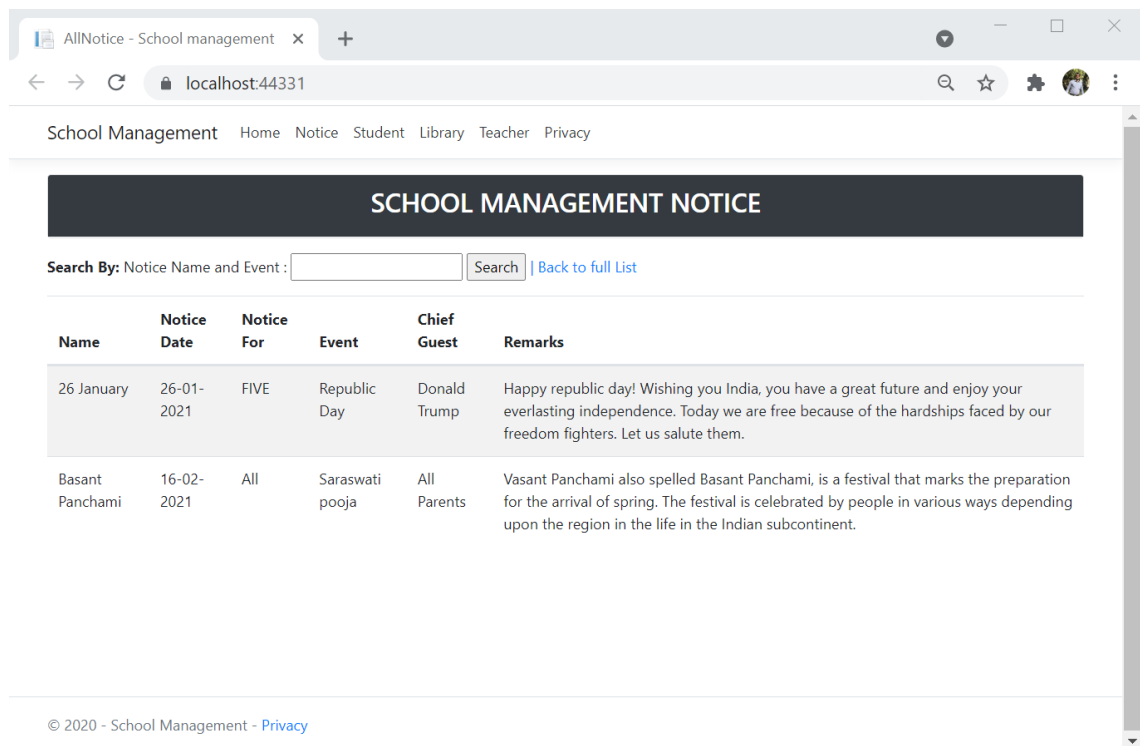 AllNotice - School management
localhost:44331
School Management Home Notice Student Library Teacher Privacy
SCHOOL MANAGEMENT NOTICE
Search By: Notice Name and Event : Search | Back to full List
Name Notice Date Notice For Event Chief Guest Remarks
26 January 26-01-2021 FIVE Republic Day Donald Trump Happy republic day! Wishing you India, you have a great future and enjoy your
everlasting independence. Today we are free because of the hardships faced by our
freedom fighters. Let us salute them.
Basant Panchami 16-02-2021 All Saraswati pooja All Parents Vasant Panchami also spelled Basant Panchami, is a festival that marks the preparation
for the arrival of spring. The festival is celebrated by people in various ways depending
upon the region in the life in the Indian subcontinent.
© 2020 - School Management - Privacy